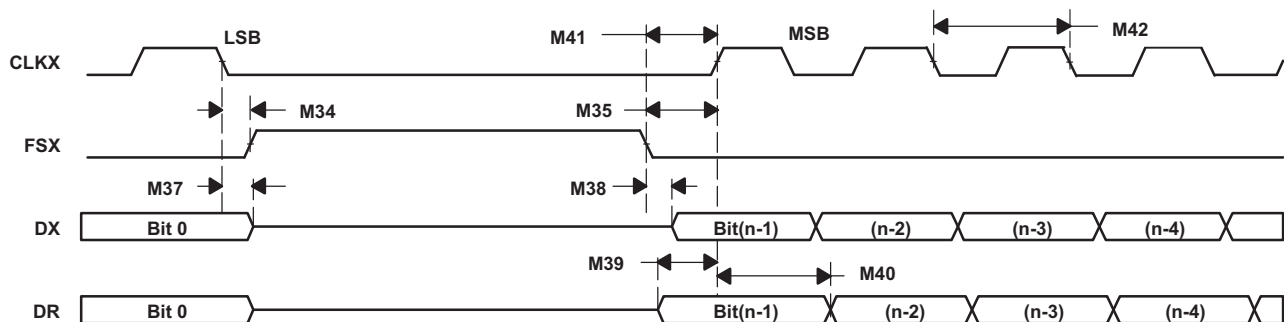 LSB
M41
MSB
M42
CLKX
M34
M35
FSX
M37
M38
DX
Bit 0
Bit(n-1)
(n-2)
(n-3)
(n-4)
M39
M40
DR
Bit 0
Bit(n-1)
(n-2)
(n-3)
(n-4)